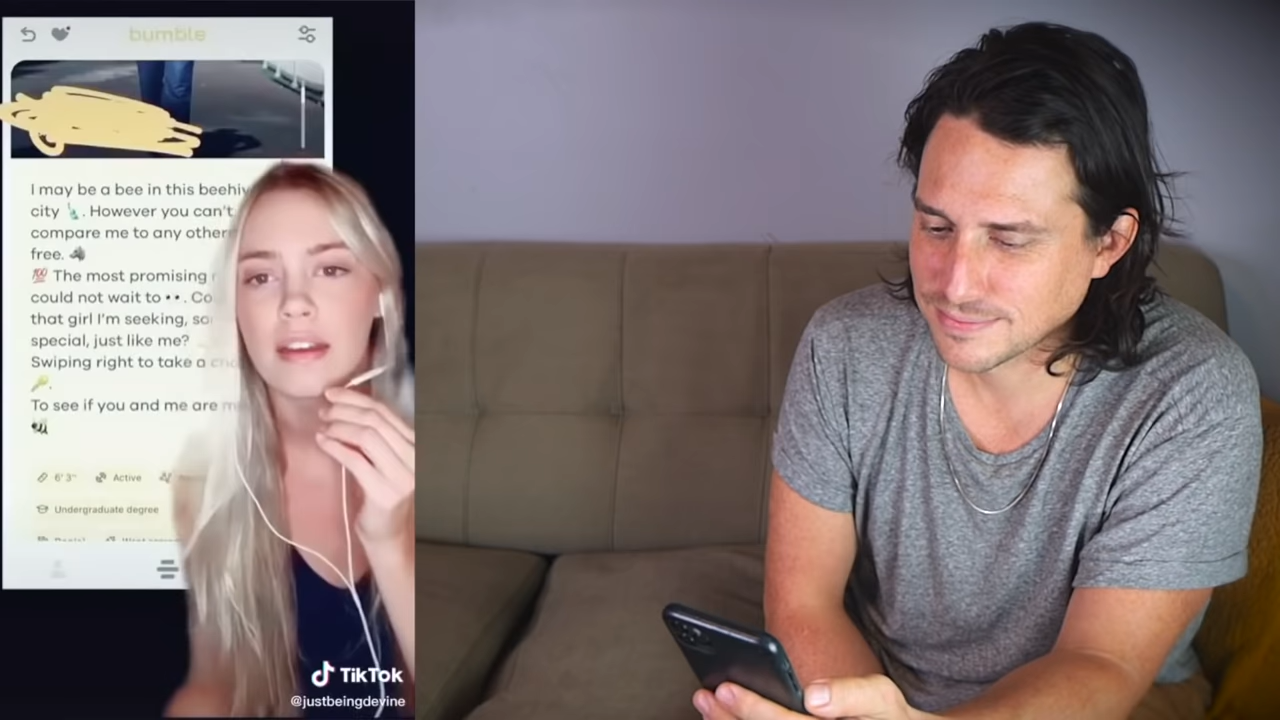 bumble
I may be a bee in this beehiv
city 🗽. However you can't
compare me to any other
free. 🦓
💯 The most promising
could not wait to 👀. Co
that girl I'm seeking, so
special, just like me?
Swiping right to take a
🔑.
To see if you and me are m
🐝
6' 3" Active
Undergraduate degree
TikTok
@justbeingdevine